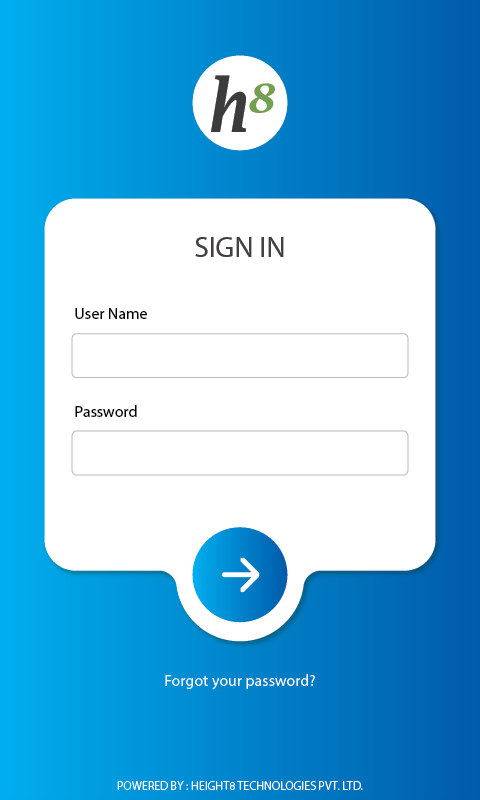 h8
SIGN IN
User Name
Password
Forgot your password?
POWERED BY : HEIGHT8 TECHNOLOGIES PVT. LTD.